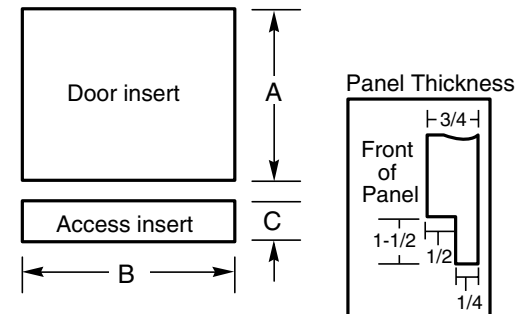 Door insert
A
Access insert
C
B
Panel Thickness
3/4
Front
of
Panel
1-1/2
1/2
1/4